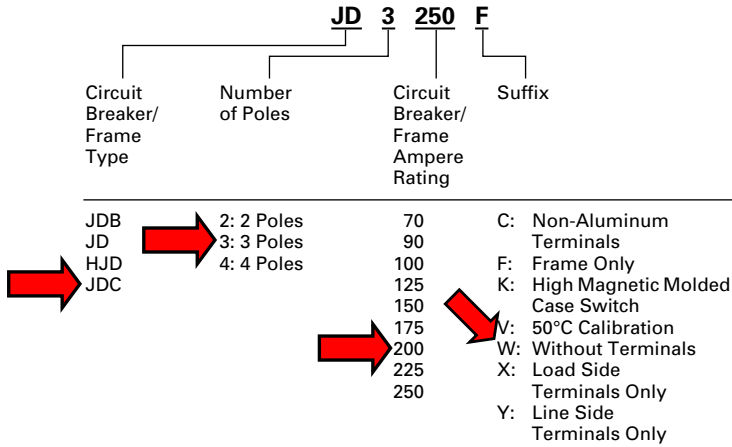 JD 3 250 F
Circuit Breaker/ Frame Type
Number of Poles
Circuit Breaker/ Frame Ampere Rating
Suffix
JDB
JD
HJD
JDC
2: 2 Poles
3: 3 Poles
4: 4 Poles
70
90
100
125
150
175
200
225
250
C: Non-Aluminum
Terminals
F: Frame Only
K: High Magnetic Molded
Case Switch
V: 50°C Calibration
W: Without Terminals
X: Load Side
Terminals Only
Y: Line Side
Terminals Only